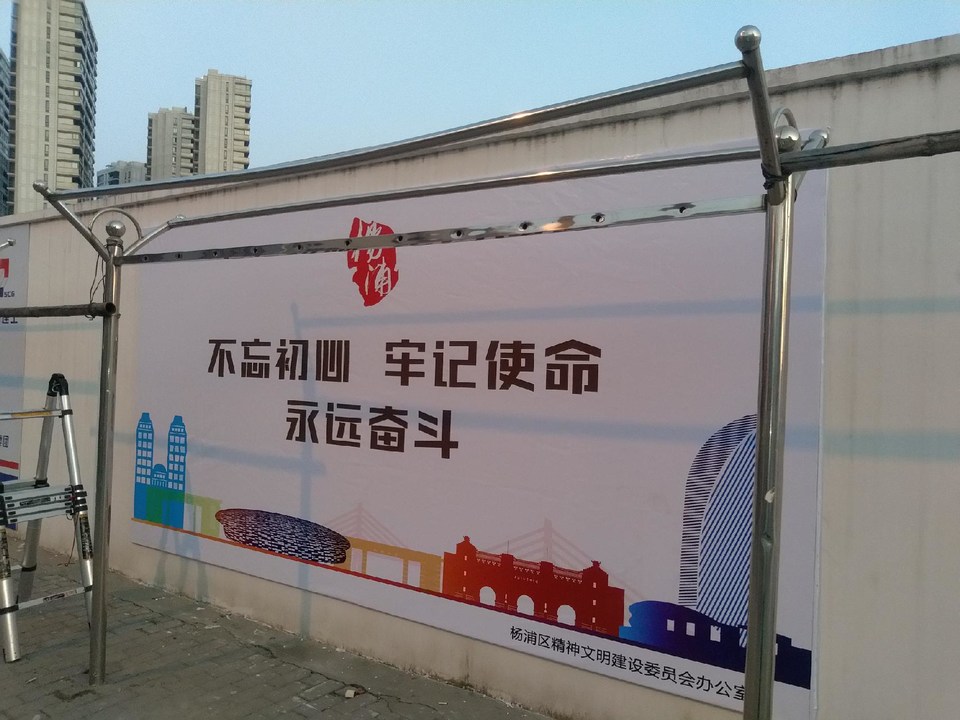 杨浦
不忘初心 牢记使命
永远奋斗
杨浦区精神文明建设委员会办公室